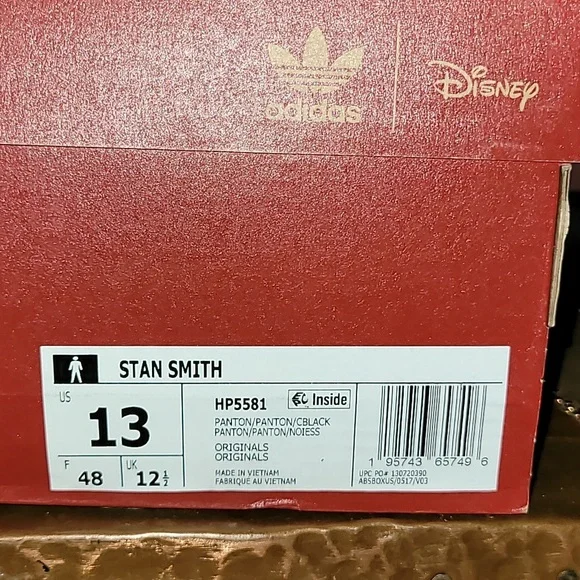 adidas
Disney
STAN SMITH
US
13
F
48
UK
12½
HP5581
Inside
PANTON/PANTON/CBLACK
PANTON/PANTON/NOIESS
ORIGINALS
ORIGINALS
MADE IN VIETNAM
FABRIQUÉ AU VIETNAM
1 95743 65749 6
UPC PO# 130720390
ABSBOXUS/0517/V03